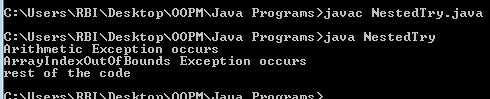 C:\Users\RBI\Desktop\OOPM\Java Programs>javac NestedTry.java
C:\Users\RBI\Desktop\OOPM\Java Programs>java NestedTry
Arithmetic Exception occurs
ArrayIndexOutOfBounds Exception occurs
rest of the code
C:\Users\RBI\Desktop\OOPM\Java Programs>